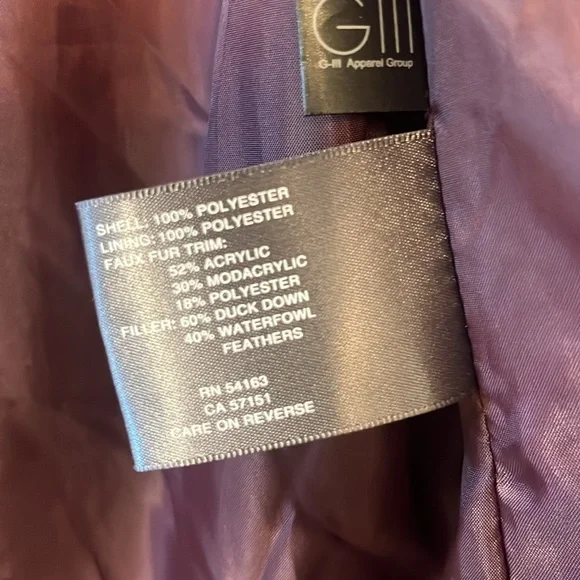 GIII
G-III Apparel Group
SHELL: 100% POLYESTER
LINING: 100% POLYESTER
FAUX FUR TRIM:
52% ACRYLIC
30% MODACRYLIC
18% POLYESTER
FILLER: 60% DUCK DOWN
40% WATERFOWL
FEATHERS
RN 54163
CA 57151
CARE ON REVERSE